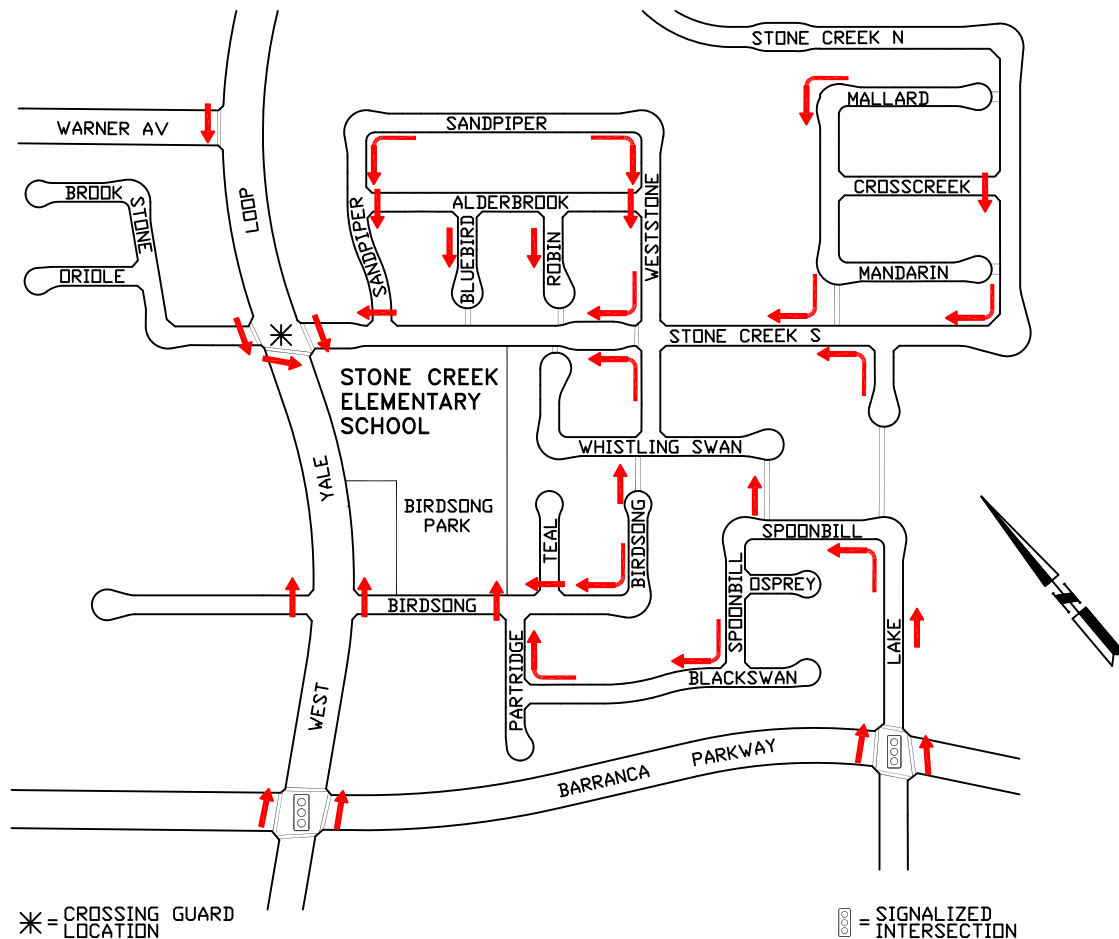 STONE CREEK N
MALLARD
WARNER AV
SANDPIPER
BROOK
STONE
LOOP
ALDERBROOK
CROSSCREEK
SANDPIPER
BLUEBIRD
ROBIN
WESTSTONE
ORIOLE
MANDARIN
STONE CREEK S
STONE CREEK
ELEMENTARY
SCHOOL
WHISTLING SWAN
YALE
BIRDSONG
PARK
TEAL
BIRDSONG
SPOONBILL
SPOONBILL
OSPREY
BIRDSONG
PARTRIDGE
LAKE
BLACKSWAN
WEST
BARRANCA PARKWAY
N
= CROSSING GUARD
LOCATION
= SIGNALIZED
INTERSECTION